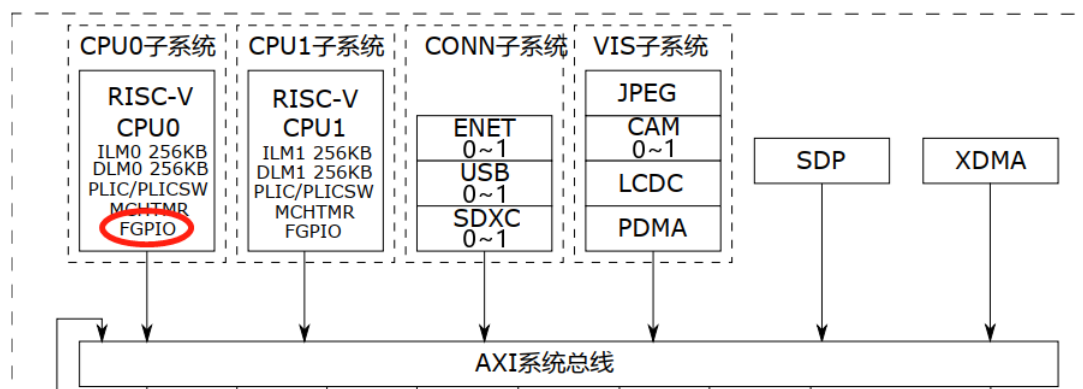 CPU0子系统
RISC-V
CPU0
ILM0 256KB
DLM0 256KB
PLIC/PLICSW
MCHTMR
FGPIO
CPU1子系统
RISC-V
CPU1
ILM1 256KB
DLM1 256KB
PLIC/PLICSW
MCHTMR
FGPIO
CONN子系统
ENET
0~1
USB
0~1
SDXC
0~1
VIS子系统
JPEG
CAM
0~1
LCDC
PDMA
SDP
XDMA
AXI系统总线